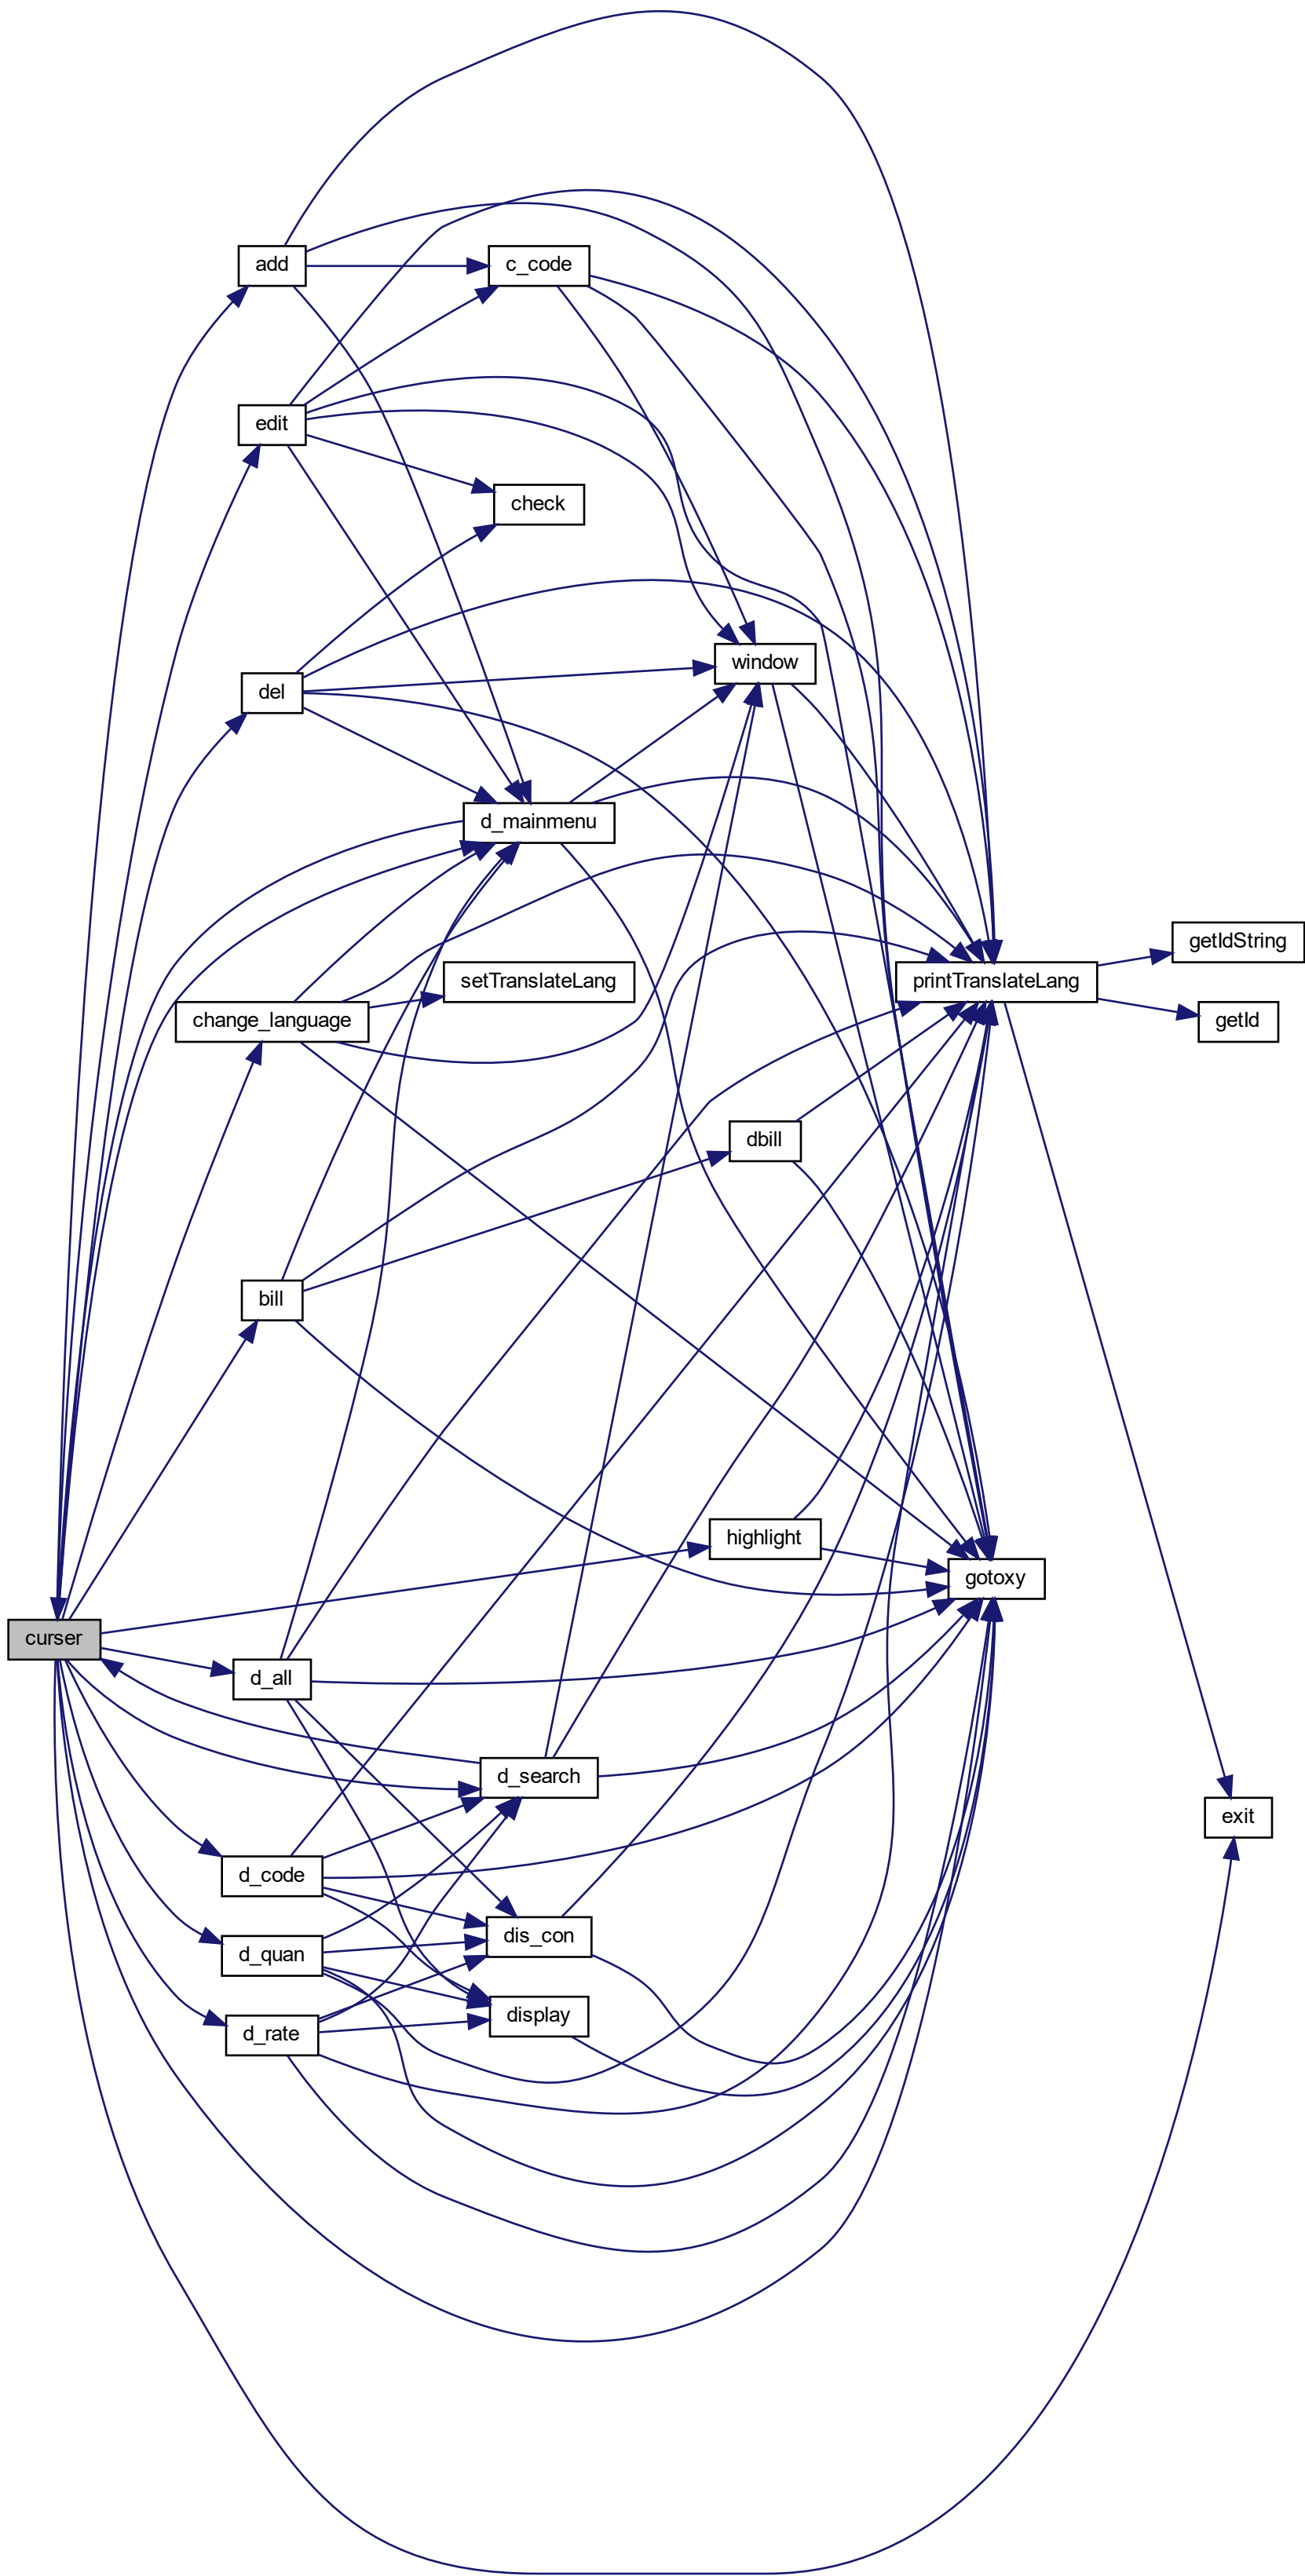 add
c_code
edit
check
window
del
d_mainmenu
getIdString
setTranslateLang
printTranslateLang
change_language
getId
dbill
bill
highlight
gotoxy
curser
d_all
d_search
exit
d_code
dis_con
d_quan
display
d_rate